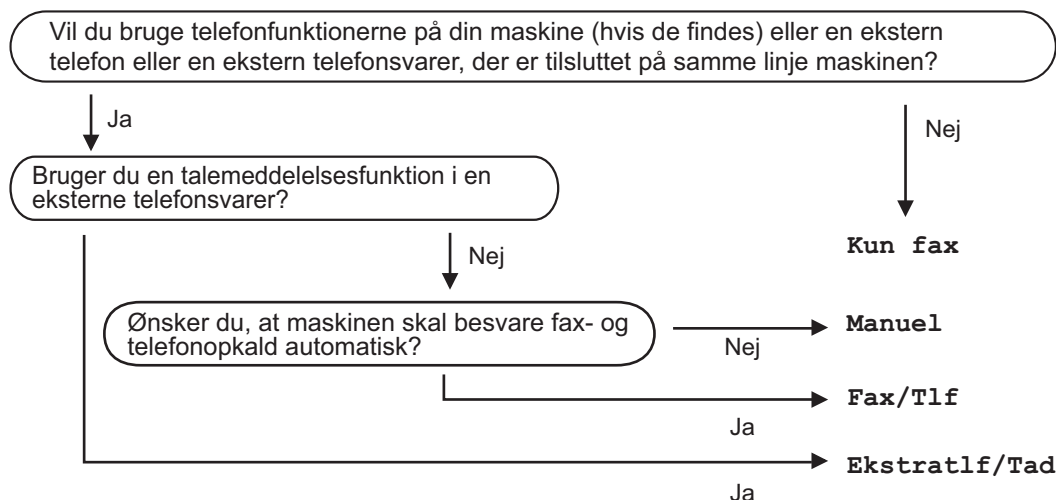 Vil du bruge telefonfunktionerne på din maskine (hvis de findes) eller en ekstern
telefon eller en ekstern telefonsvarer, der er tilsluttet på samme linje maskinen?
Ja
Nej
Bruger du en talemeddelelsesfunktion i en
eksterne telefonsvarer?
Kun fax
Nej
Ønsker du, at maskinen skal besvare fax- og
telefonopkald automatisk?
Manuel
Nej
Fax/Tlf
Ja
Ekstratlf/Tad
Ja